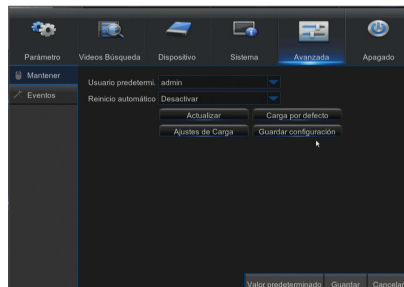 Parámetro Videos Búsqueda Dispositivo Sistema Avanzada Apagado
Mantener
Eventos
Usuario predetermi. admin
Reinicio automático Desactivar
Actualizar Carga por defecto
Ajustes de Carga Guardar configuración
Valor predeterminado Guardar Cancelar